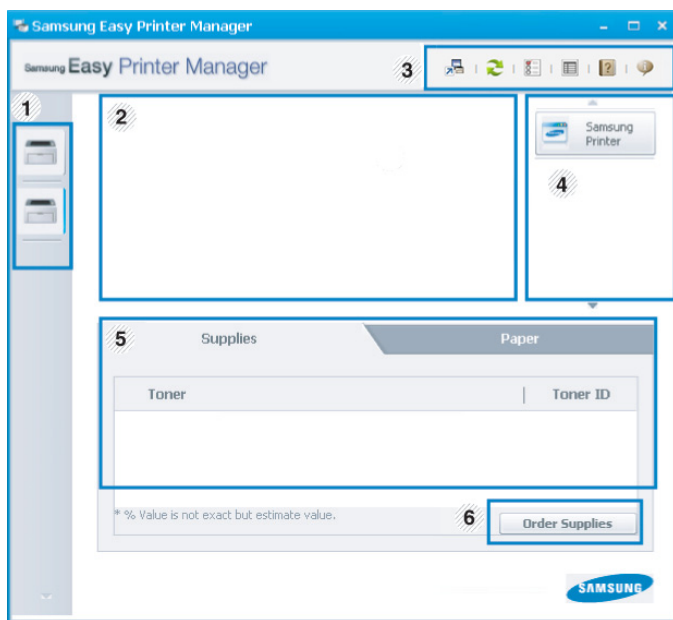 Samsung Easy Printer Manager
Samsung Easy Printer Manager
3
1
2
Samsung
Printer
4
5
Supplies
Paper
Toner
Toner ID
* % Value is not exact but estimate value.
6
Order Supplies
SAMSUNG